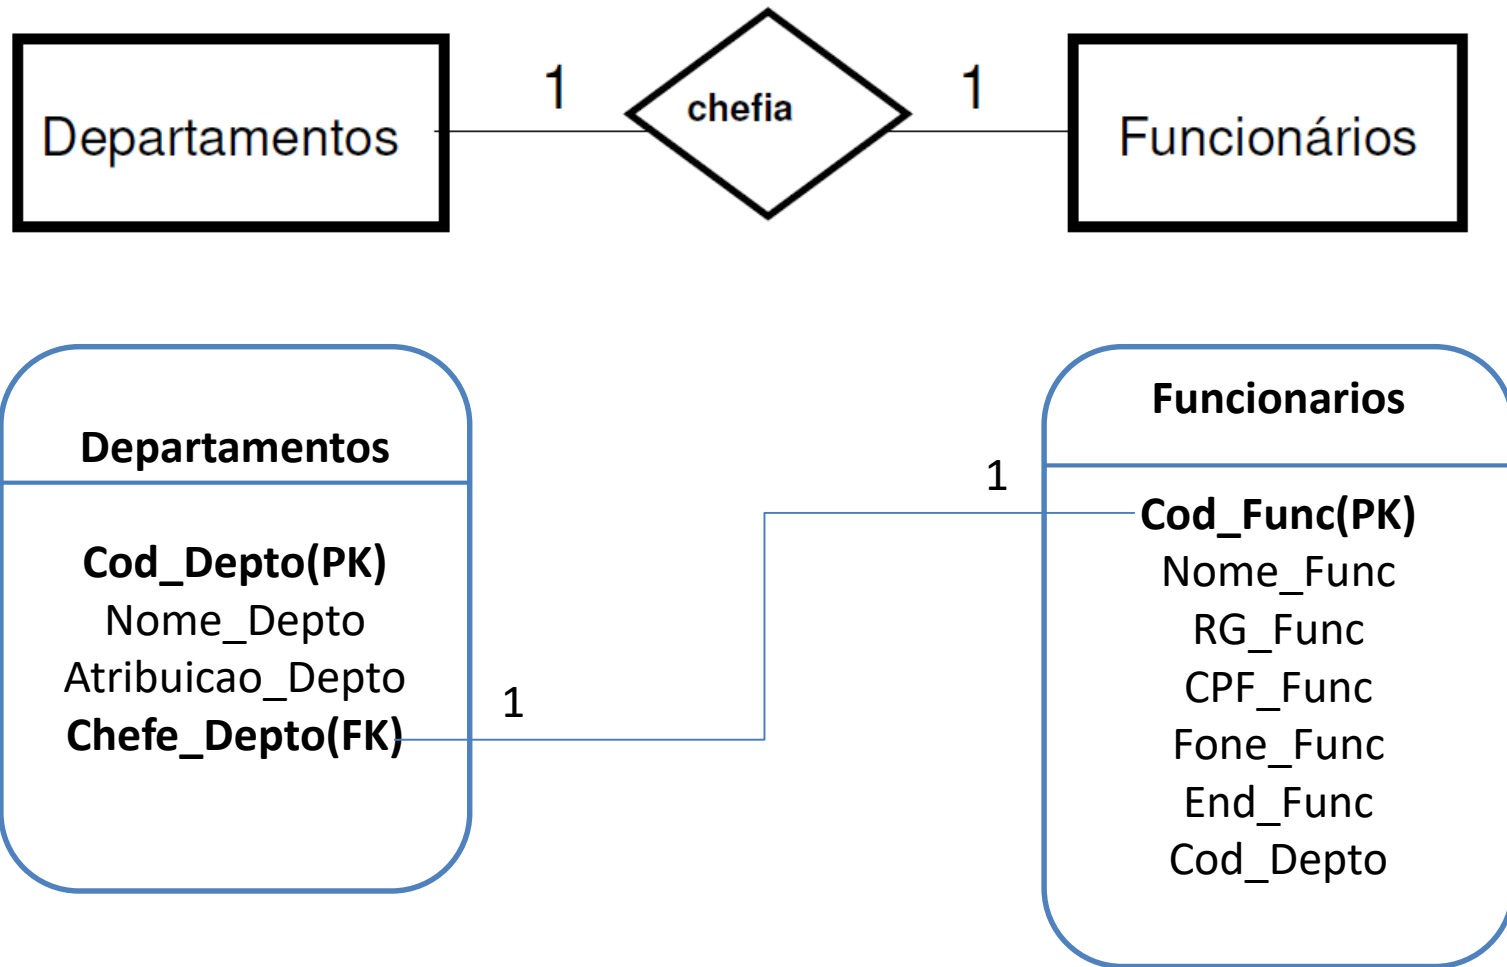 Departamentos
1
chefia
1
Funcionários
Departamentos
Cod_Depto(PK)
Nome_Depto
Atribuicao_Depto
Chefe_Depto(FK)
1
1
Funcionarios
Cod_Func(PK)
Nome_Func
RG_Func
CPF_Func
Fone_Func
End_Func
Cod_Depto